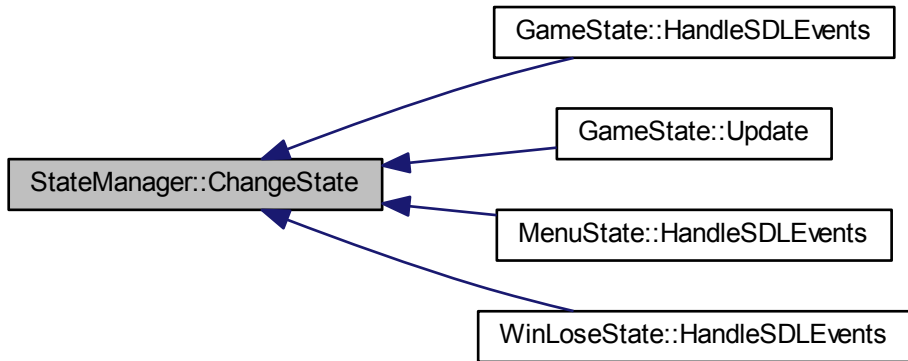 GameState::HandleSDLEvents
GameState::Update
StateManager::ChangeState
MenuState::HandleSDLEvents
WinLoseState::HandleSDLEvents